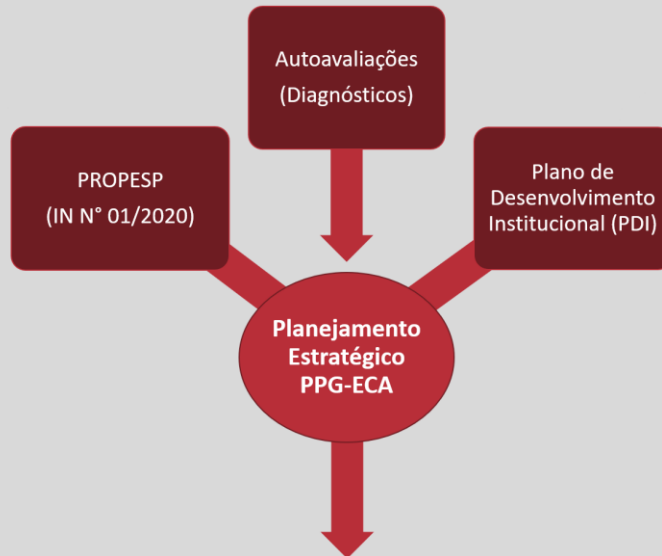 Autoavaliações
(Diagnósticos)
PROPESP
(IN N° 01/2020)
Plano de
Desenvolvimento
Institucional (PDI)
Planejamento
Estratégico
PPG-ECA